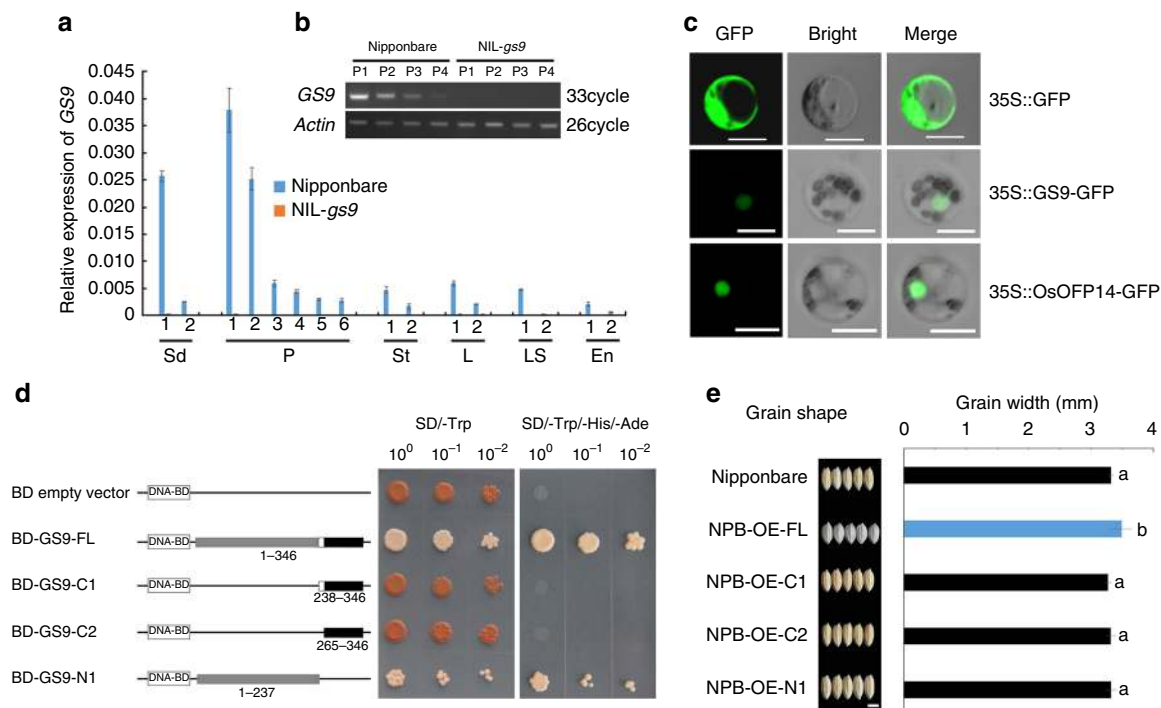 a
Relative expression of GS9
0.045
0.040
0.035
0.030
0.025
0.020
0.015
0.010
0.005
0
Nipponbare
NIL-gs9
1 2 1 2 3 4 5 6 1 2 1 2 1 2 1 2
Sd P St L LS En
b
Nipponbare NIL-gs9
P1 P2 P3 P4 P1 P2 P3 P4
GS9 33cycle
Actin 26cycle
c
GFP Bright Merge
35S::GFP
35S::GS9-GFP
35S::OsOFP14-GFP
d
SD/-Trp SD/-Trp/-His/-Ade
10⁰ 10⁻¹ 10⁻² 10⁰ 10⁻¹ 10⁻²
BD empty vector DNA-BD
BD-GS9-FL DNA-BD
1–346
BD-GS9-C1 DNA-BD
238–346
BD-GS9-C2 DNA-BD
265–346
BD-GS9-N1 DNA-BD
1–237
e
Grain shape Grain width (mm)
0 1 2 3 4
Nipponbare a
NPB-OE-FL b
NPB-OE-C1 a
NPB-OE-C2 a
NPB-OE-N1 a